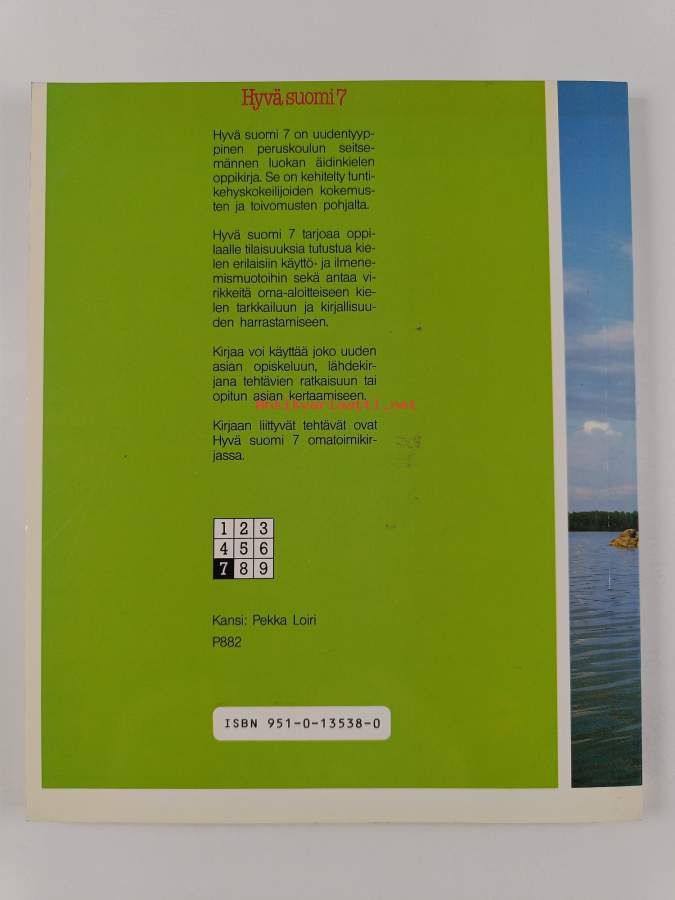 Hyvä suomi 7
Hyvä suomi 7 on uudentyyp-
pinen peruskoulun seitse-
männen luokan äidinkielen
oppikirja. Se on kehitelty tunti-
kehyskokeilijoiden kokemus-
ten ja toivomusten pohjalta.
Hyvä suomi 7 tarjoaa oppi-
laalle tilaisuuksia tutustua kie-
len erilaisiin käyttö- ja ilmene-
mismuotoihin sekä antaa vi-
rikkeitä oma-aloitteiseen kie-
len tarkkailuun ja kirjallisuu-
den harrastamiseen.
Kirjaa voi käyttää joko uuden
asian opiskeluun, lähdekir-
jana tehtävien ratkaisuun tai
opitun asian kertaamiseen.
antikvariaatti.net
Kirjaan liittyvät tehtävät ovat
Hyvä suomi 7 omatoimikir-
jassa.
1 2 3
4 5 6
7 8 9
Kansi: Pekka Loiri
P882
ISBN 951-0-13538-0